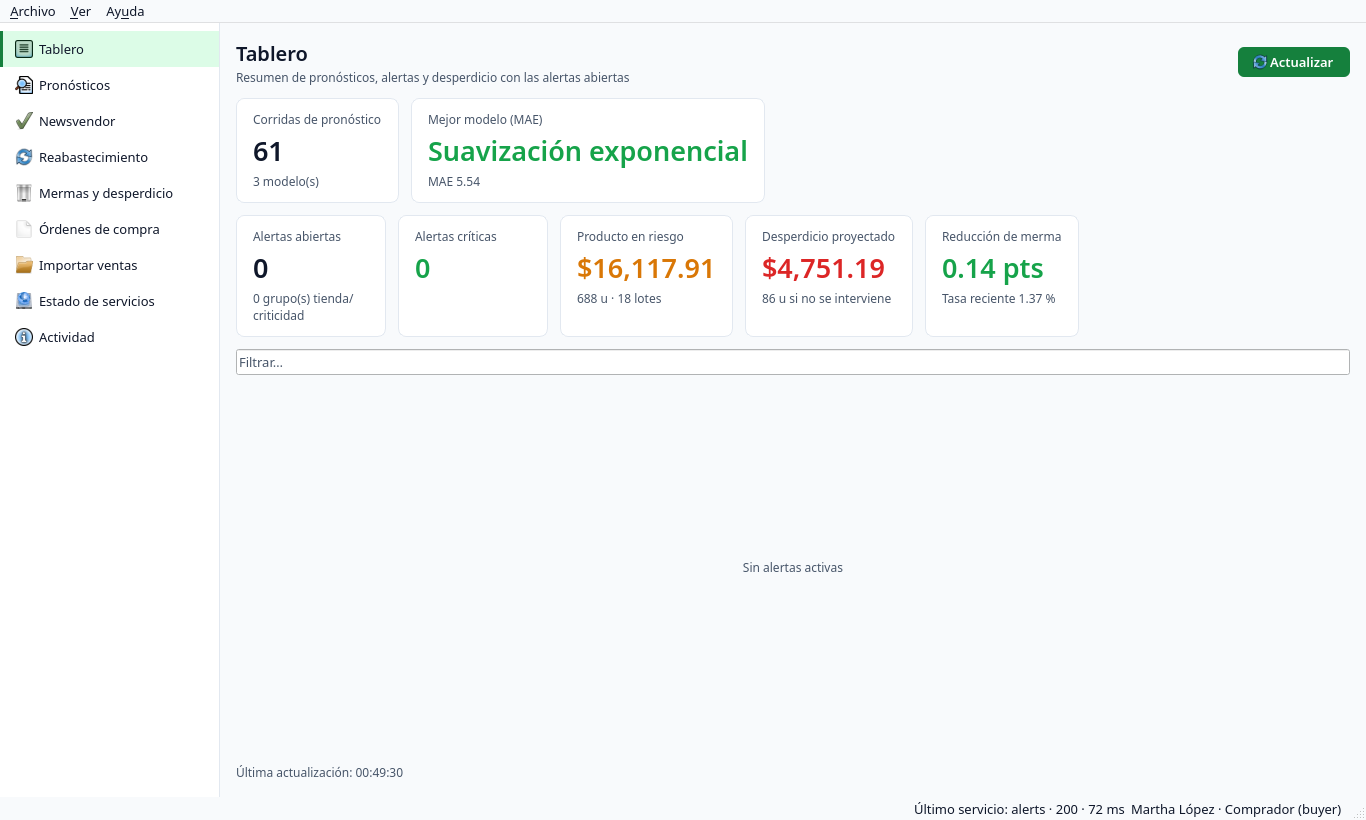 Archivo Ver Ayuda
Tablero
Pronósticos
Newsvendor
Reabastecimiento
Mermas y desperdicio
Órdenes de compra
Importar ventas
Estado de servicios
Actividad
Tablero
Resumen de pronósticos, alertas y desperdicio con las alertas abiertas
Actualizar
Corridas de pronóstico
61
3 modelo(s)
Mejor modelo (MAE)
Suavización exponencial
MAE 5.54
Alertas abiertas
0
0 grupo(s) tienda/
criticidad
Alertas críticas
0
Producto en riesgo
$16,117.91
688 u · 18 lotes
Desperdicio proyectado
$4,751.19
86 u si no se interviene
Reducción de merma
0.14 pts
Tasa reciente 1.37 %
Filtrar...
Sin alertas activas
Última actualización: 00:49:30
Último servicio: alerts · 200 · 72 ms Martha López · Comprador (buyer)